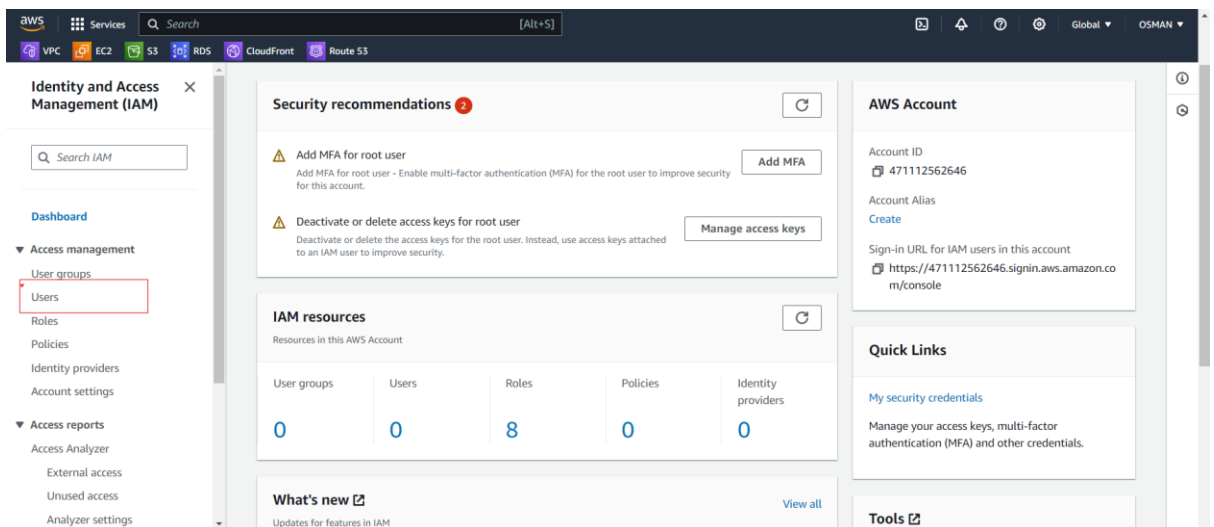 aws
Services
Search
[Alt+S]
Global ▼
OSMAN ▼
VPC
EC2
S3
RDS
CloudFront
Route 53
Identity and Access
Management (IAM)
Search IAM
Dashboard
Access management
User groups
Users
Roles
Policies
Identity providers
Account settings
Access reports
Access Analyzer
External access
Unused access
Analyzer settings
Security recommendations 2
Add MFA for root user
Add MFA for root user - Enable multi-factor authentication (MFA) for the root user to improve security
for this account.
Add MFA
Deactivate or delete access keys for root user
Deactivate or delete the access keys for the root user. Instead, use access keys attached
to an IAM user to improve security.
Manage access keys
IAM resources
Resources in this AWS Account
User groups
Users
Roles
Policies
Identity
providers
0
0
8
0
0
What's new
View all
Updates for features in IAM
AWS Account
Account ID
471112562646
Account Alias
Create
Sign-in URL for IAM users in this account
https://471112562646.signin.aws.amazon.co
m/console
Quick Links
My security credentials
Manage your access keys, multi-factor
authentication (MFA) and other credentials.
Tools